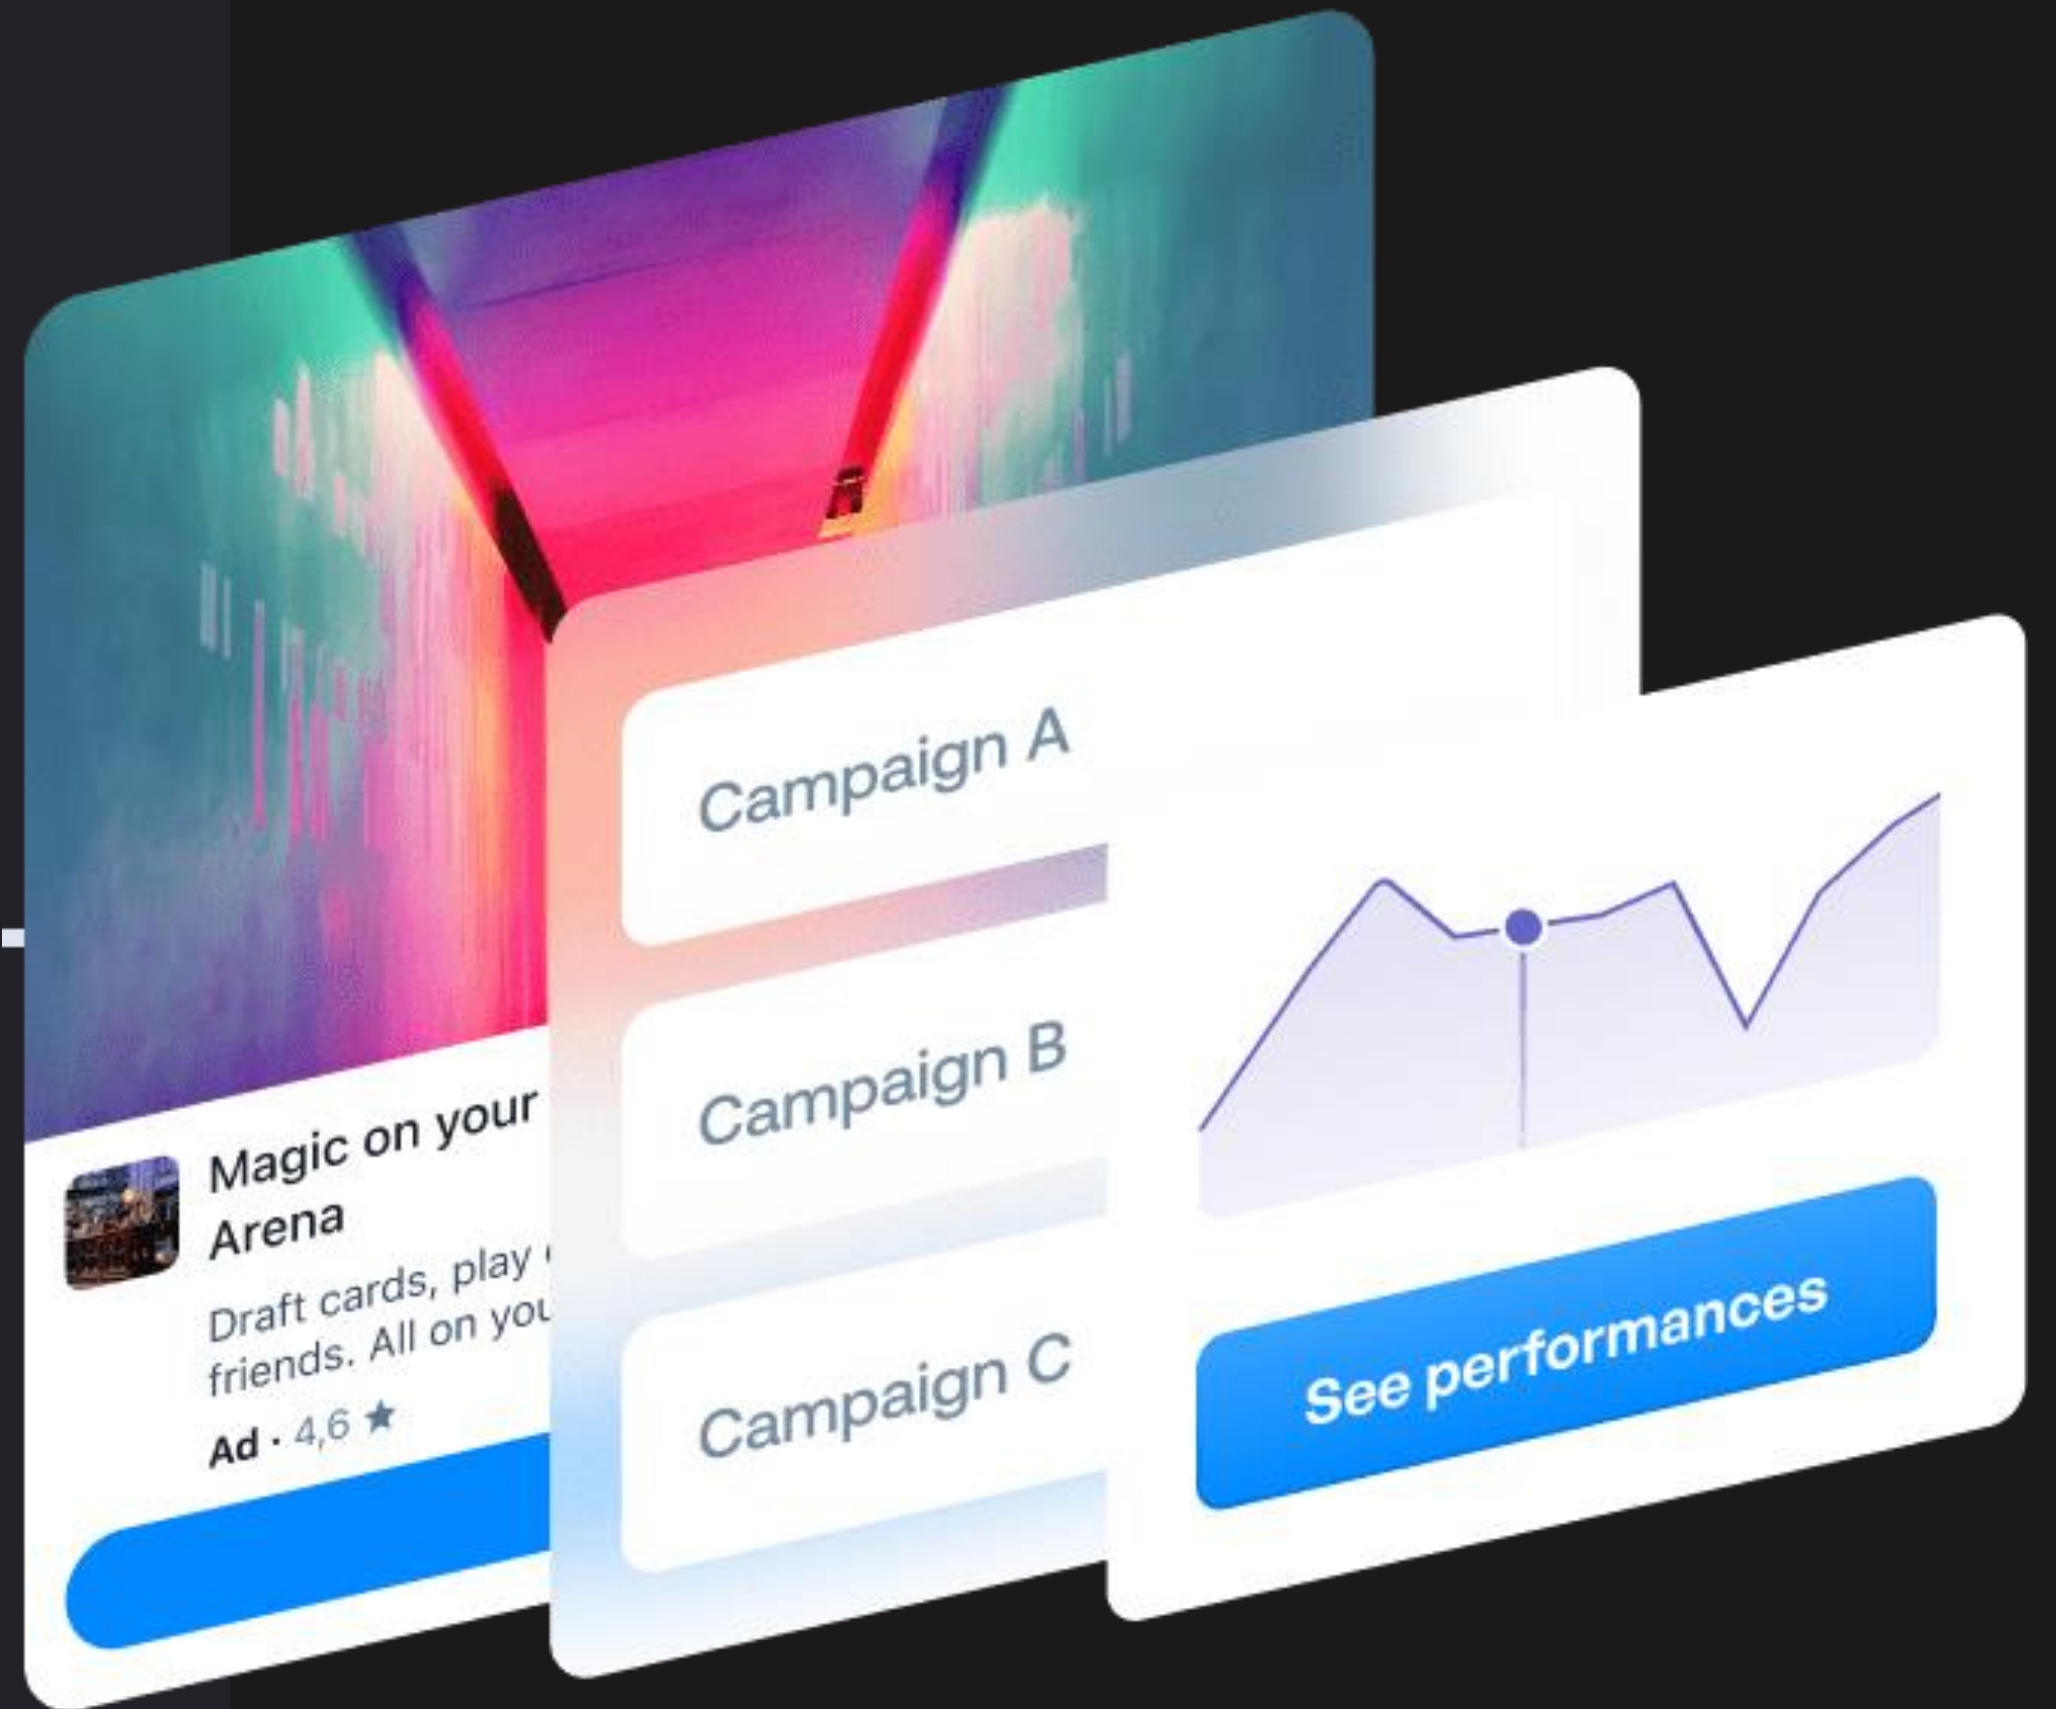 Magic on your
Arena
Draft cards, play
friends. All on you
Ad · 4,6 ★
Campaign A
Campaign B
Campaign C
See performances